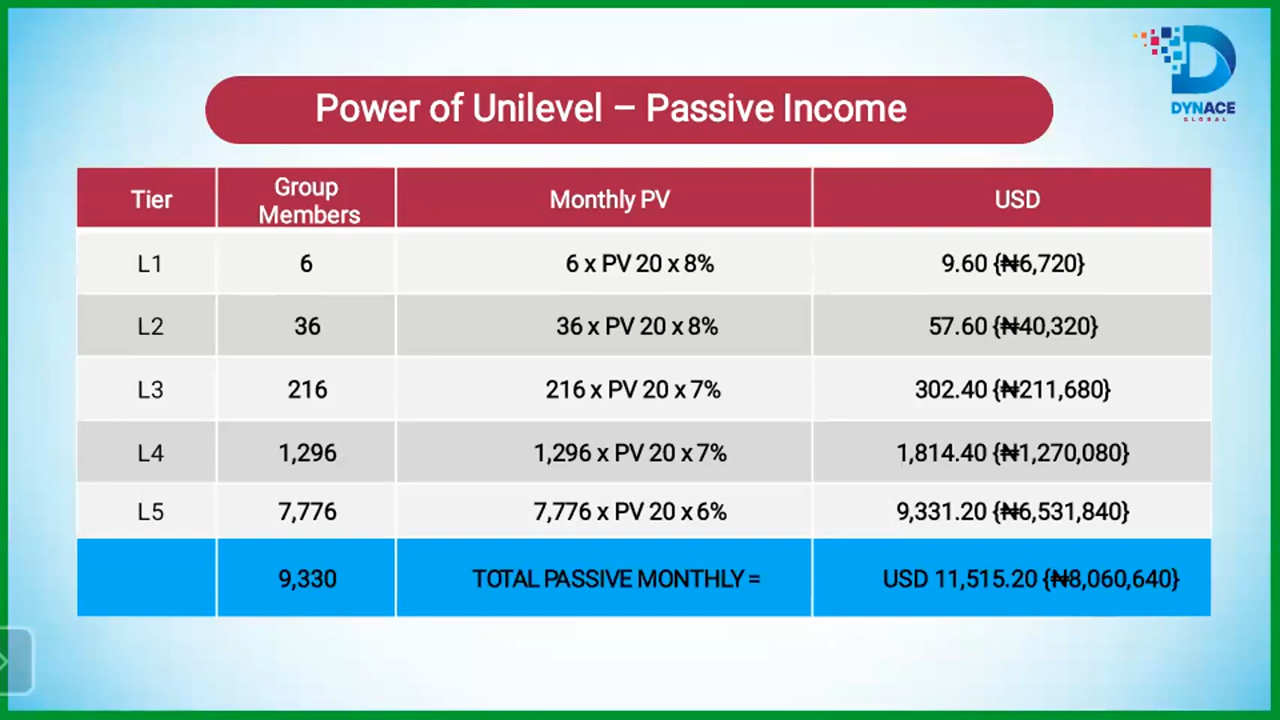 DYNACE
GLOBAL
Power of Unilevel – Passive Income
Tier Group Members Monthly PV USD
L1 6 6 x PV 20 x 8% 9.60 {₦6,720}
L2 36 36 x PV 20 x 8% 57.60 {₦40,320}
L3 216 216 x PV 20 x 7% 302.40 {₦211,680}
L4 1,296 1,296 x PV 20 x 7% 1,814.40 {₦1,270,080}
L5 7,776 7,776 x PV 20 x 6% 9,331.20 {₦6,531,840}
9,330 TOTAL PASSIVE MONTHLY = USD 11,515.20 {₦8,060,640}